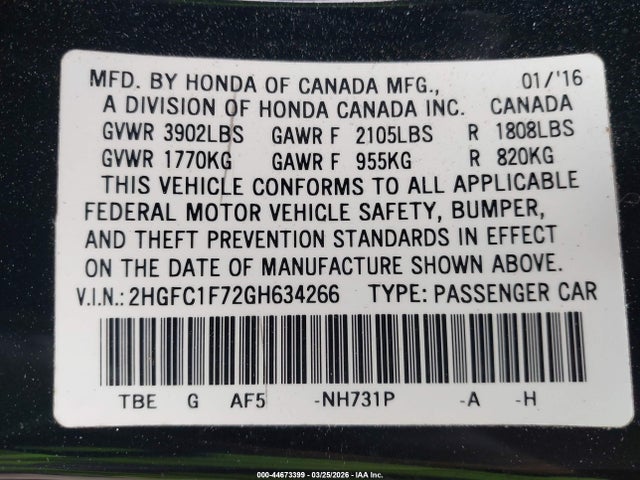 MFD. BY HONDA OF CANADA MFG., 01/'16
A DIVISION OF HONDA CANADA INC. CANADA
GVWR 3902LBS GAWR F 2105LBS R 1808LBS
GVWR 1770KG GAWR F 955KG R 820KG
THIS VEHICLE CONFORMS TO ALL APPLICABLE
FEDERAL MOTOR VEHICLE SAFETY, BUMPER,
AND THEFT PREVENTION STANDARDS IN EFFECT
ON THE DATE OF MANUFACTURE SHOWN ABOVE.
V.I.N.: 2HGFC1F72GH634266 TYPE: PASSENGER CAR
TBE G AF5 -NH731P -A -H
000-44673399 - 03/25/2026 - IAA Inc.